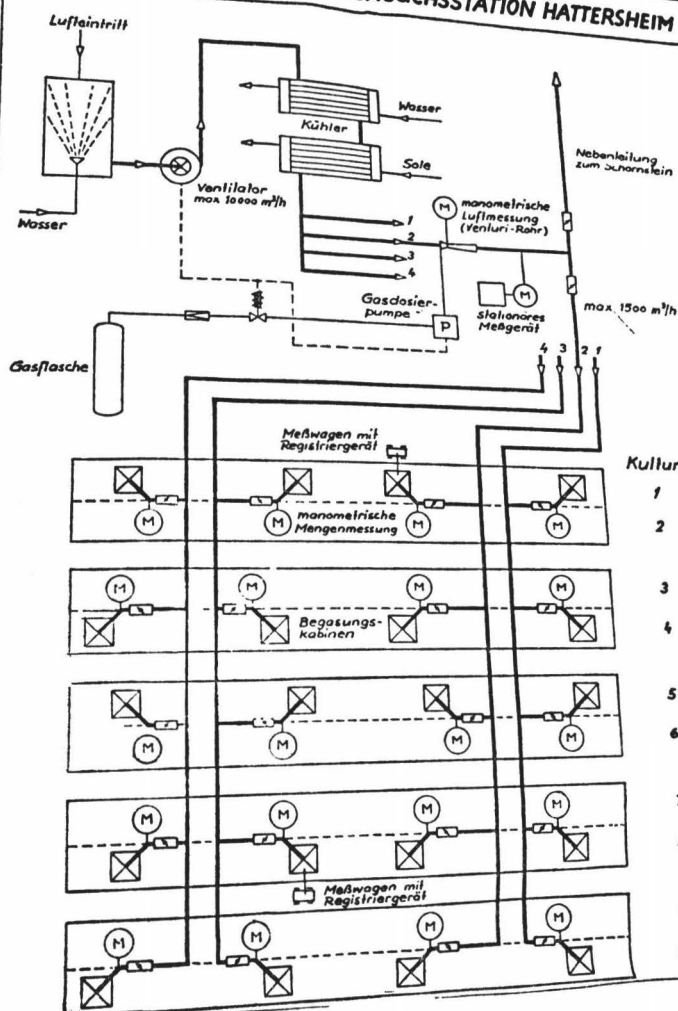 STATION HATTERSHEIM
Lufteintritt
Wasser
Kühler
Sole
Ventilator
max 10000 m³/h
Wasser
Nebenleitung
zum Schornstein
M
manometrische
Luftmessung
(Venturi-Rohr)
1
2
3
4
Gasdosier-
pumpe
P
M
stationäres
Meßgerät
max. 1500 m³/h
Gasflasche
4 3 2 1
Meßwagen mit
Registriergerät
Kultur
M M M M
manometrische
Mengenmessung
1
2
M M M M
Begasungs-
kabinen
3
4
M M M M
5
6
M M M M
Meßwagen mit
Registriergerät
M M M M